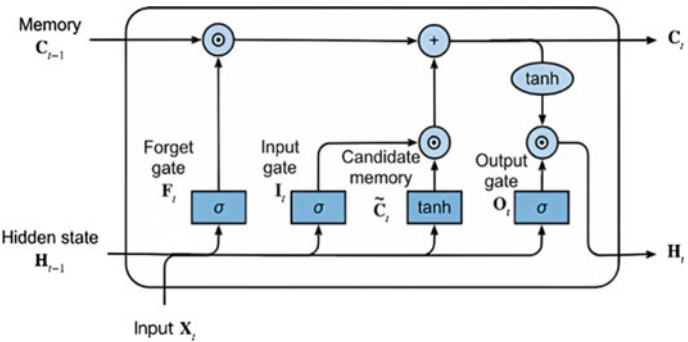 Memory
C_{t−1}
⊙
+
C_t
tanh
Forget
gate
F_t
σ
Input
gate
I_t
σ
⊙
Candidate
memory
C̃_t
tanh
Output
gate
O_t
⊙
σ
Hidden state
H_{t−1}
H_t
Input X_t